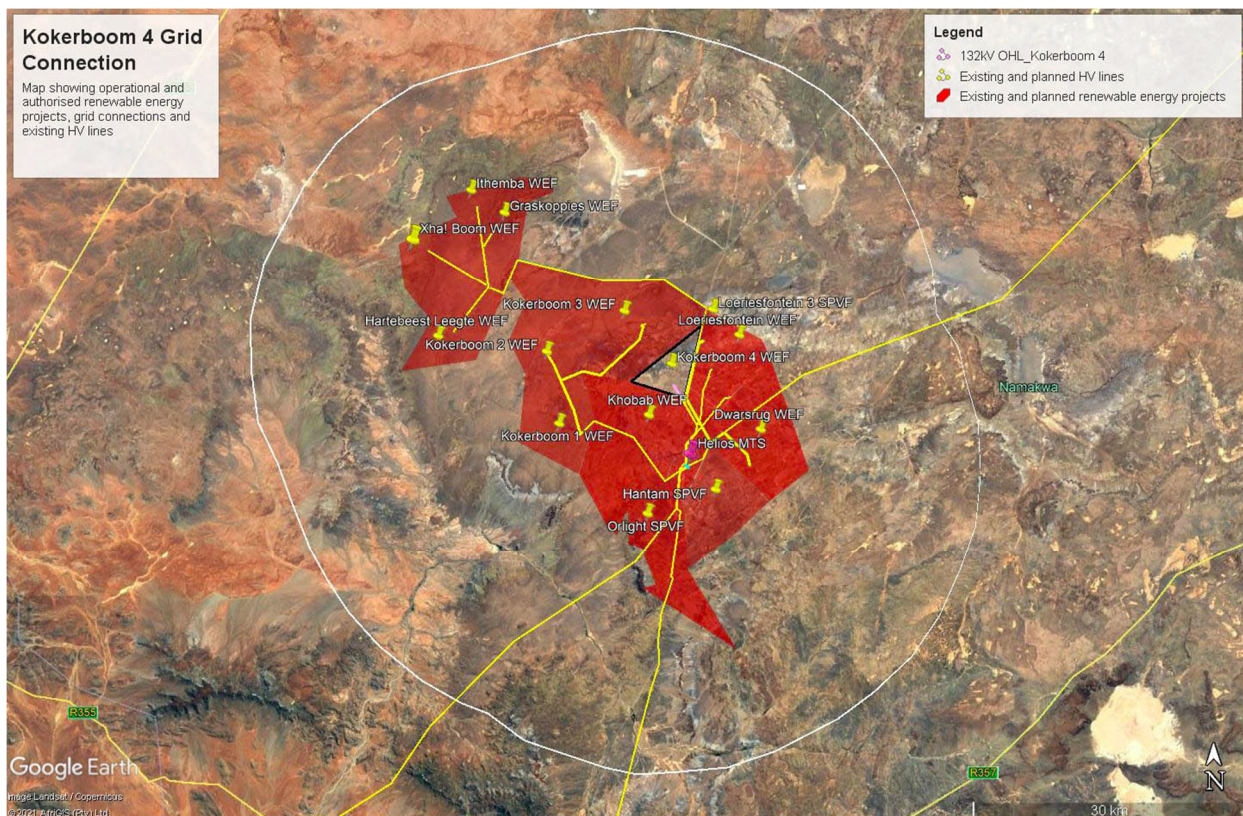 Kokerboom 4 Grid
Connection
Map showing operational and
authorised renewable energy
projects, grid connections and
existing HV lines
Legend
132kV OHL_Kokerboom 4
Existing and planned HV lines
Existing and planned renewable energy projects
Ithemba WEF
Graskoppies WEF
Xha! Boom WEF
Kokerboom 3 WEF
Loeriesfontein 3 SPVF
Hartebeest Leegte WEF
Loeriesfontein WEF
Kokerboom 2 WEF
Kokerboom 4 WEF
Namakwa
Khobab WEF
Dwarsrug WEF
Kokerboom 1 WEF
Helios MTS
Hantam SPVF
Orlight SPVF
R355
Google Earth
R357
N
Image Landsat / Copernicus
©2021 AfriGIS (Pty) Ltd.
30 km